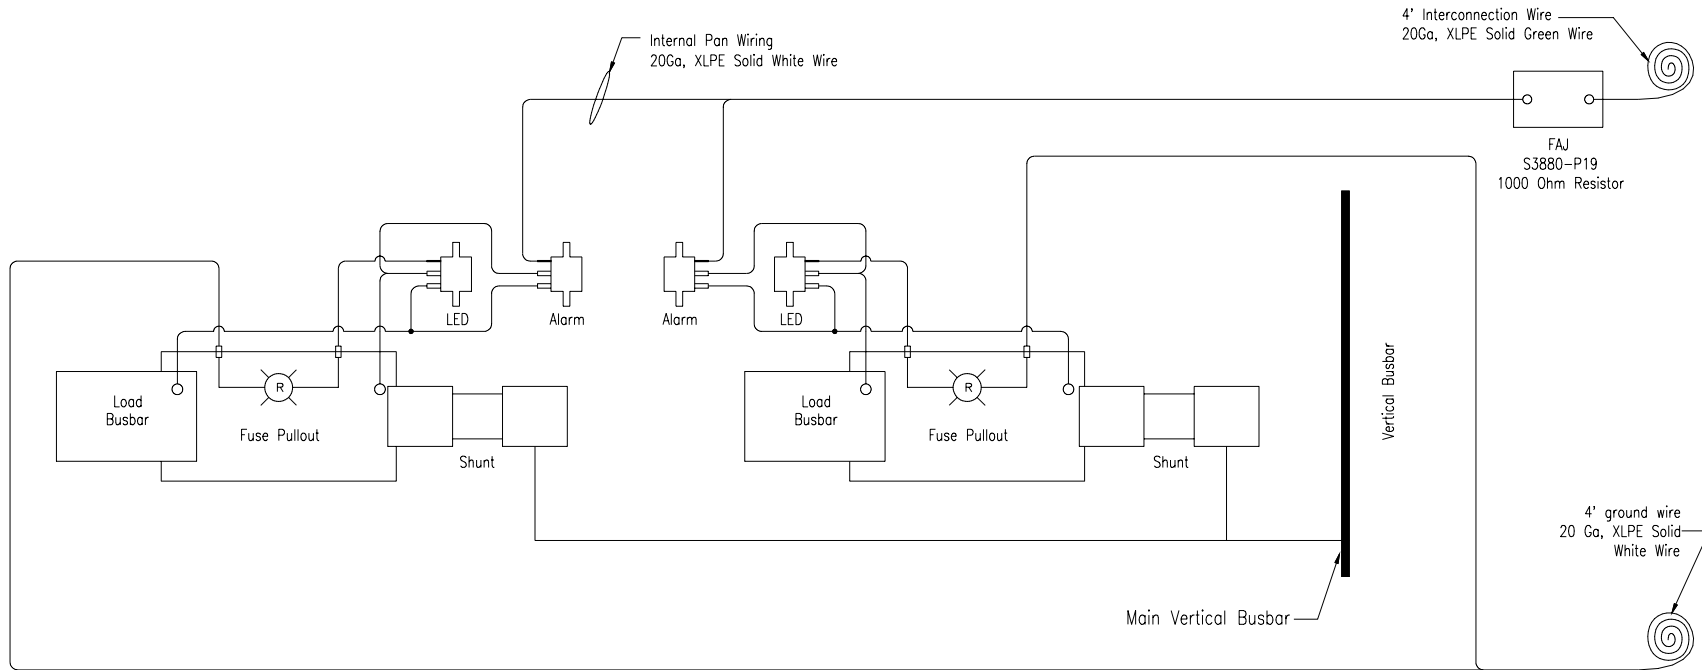 4' Interconnection Wire
20Ga, XLPE Solid Green Wire
Internal Pan Wiring
20Ga, XLPE Solid White Wire
FAJ
S3880-P19
1000 Ohm Resistor
LED
Alarm
Alarm
LED
Vertical Busbar
Load
Busbar
R
Fuse Pullout
Shunt
Load
Busbar
R
Fuse Pullout
Shunt
4' ground wire
20 Ga, XLPE Solid
White Wire
Main Vertical Busbar